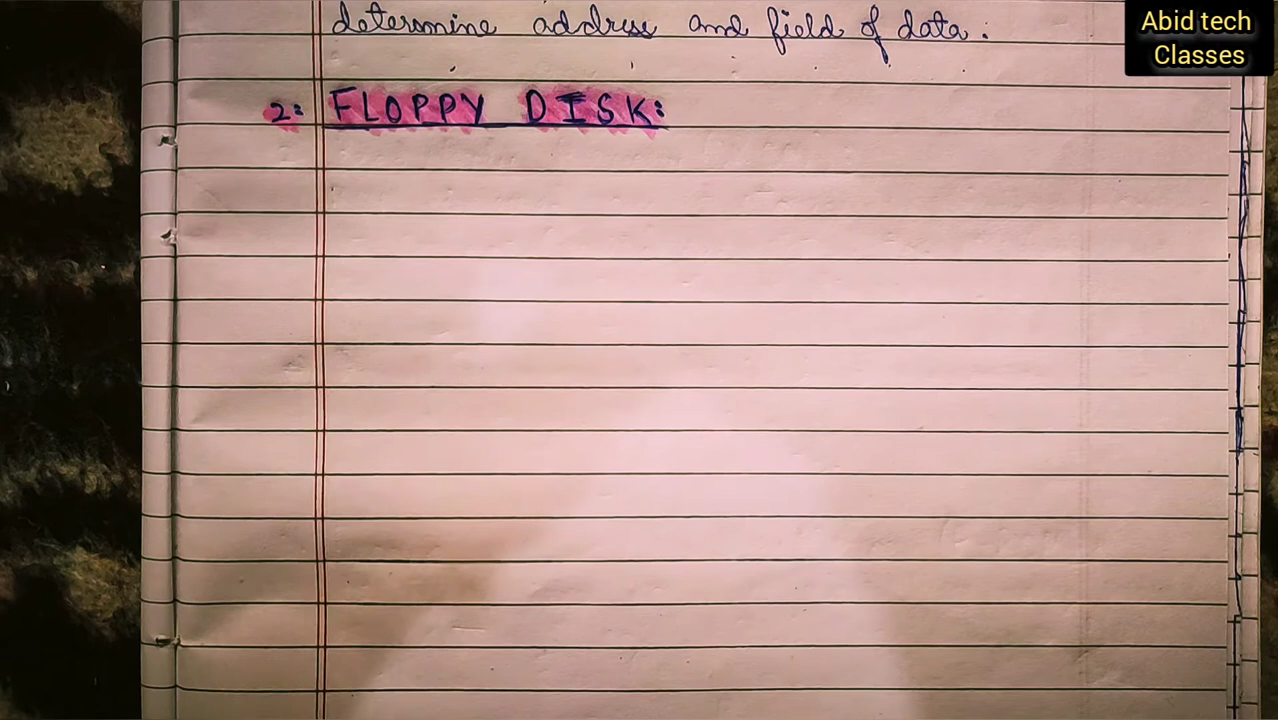 determine address and field of data.
Abid tech
Classes
2: FLOPPY DISK: